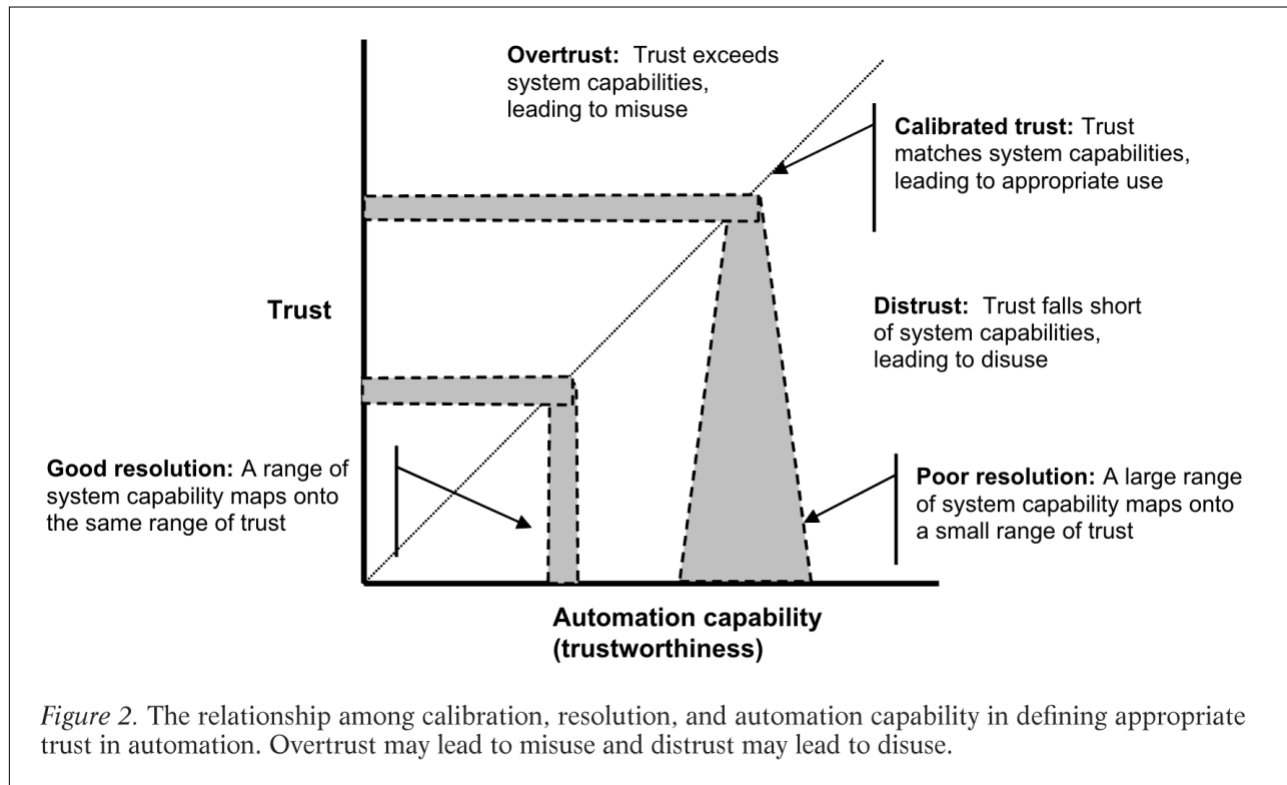 Overtrust: Trust exceeds
system capabilities,
leading to misuse
Calibrated trust: Trust
matches system capabilities,
leading to appropriate use
Trust
Distrust: Trust falls short
of system capabilities,
leading to disuse
Good resolution: A range of
system capability maps onto
the same range of trust
Poor resolution: A large range
of system capability maps onto
a small range of trust
Automation capability
(trustworthiness)
Figure 2. The relationship among calibration, resolution, and automation capability in defining appropriate
trust in automation. Overtrust may lead to misuse and distrust may lead to disuse.